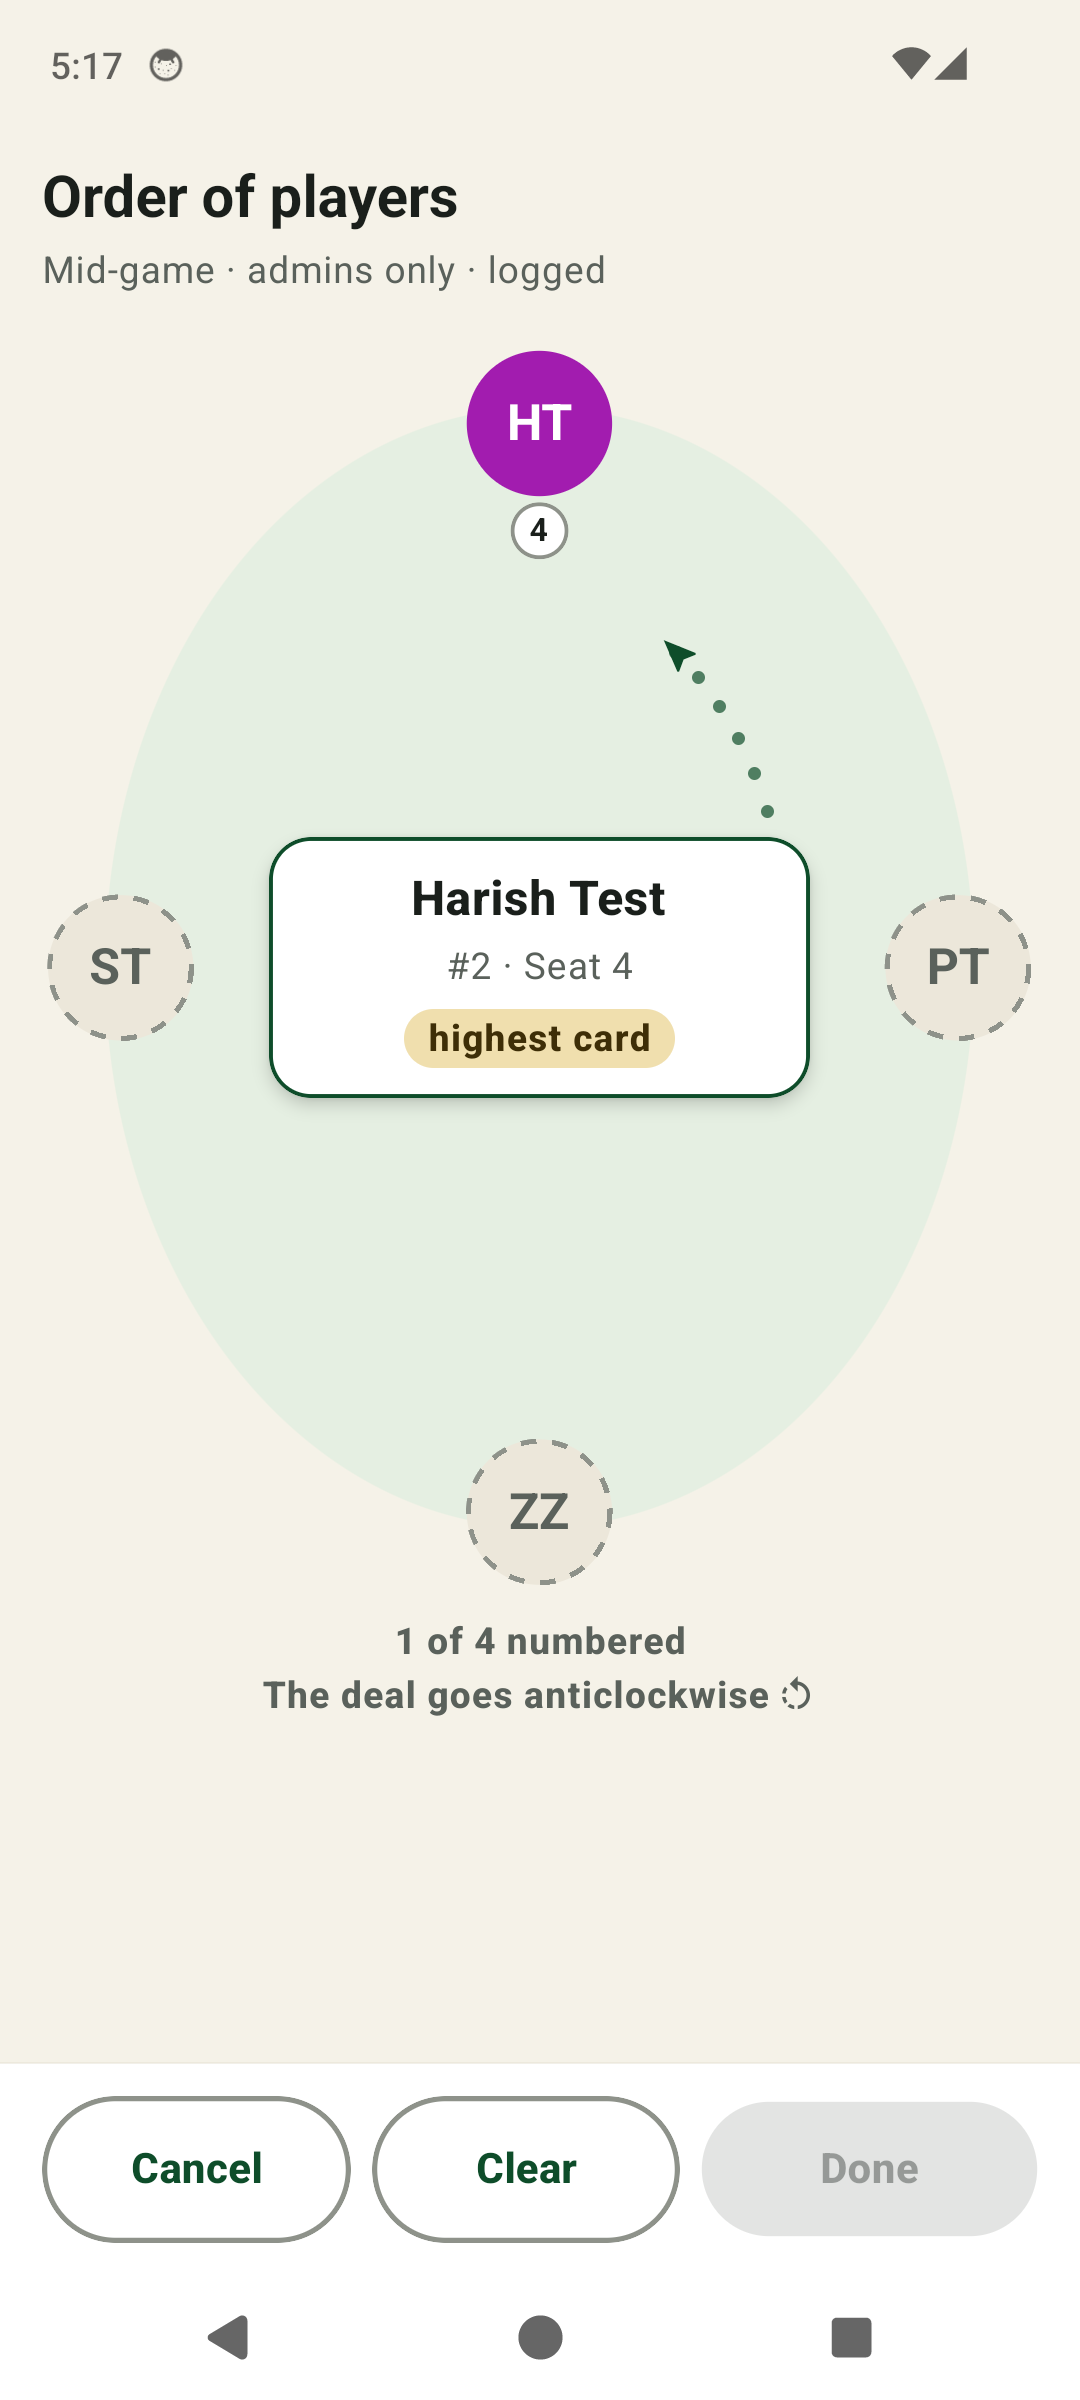 5:17
Order of players
Mid-game · admins only · logged
HT
4
Harish Test
#2 · Seat 4
highest card
ST
PT
ZZ
1 of 4 numbered
The deal goes anticlockwise
Cancel
Clear
Done